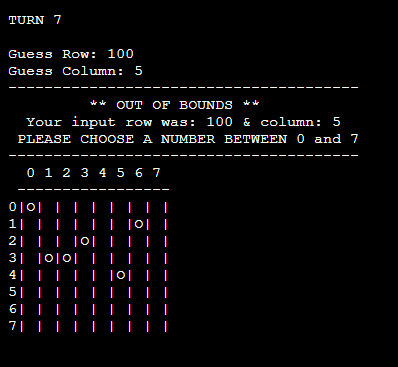 TURN 7
Guess Row: 100
Guess Column: 5
---------------------------------------
** OUT OF BOUNDS **
Your input row was: 100 & column: 5
PLEASE CHOOSE A NUMBER BETWEEN 0 and 7
---------------------------------------
0 1 2 3 4 5 6 7
-----------------
0|O| | | | | | | |
1| | | | | | |O| |
2| | | |O| | | | |
3| |O|O| | | | | |
4| | | | | |O| | |
5| | | | | | | | |
6| | | | | | | | |
7| | | | | | | | |